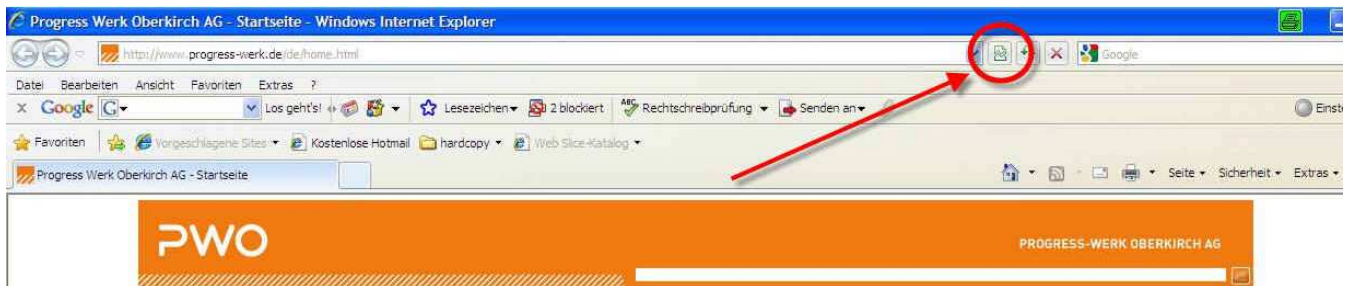 Progress Werk Oberkirch AG - Startseite - Windows Internet Explorer
http://www.progress-werk.de/de/home.html
Google
Datei Bearbeiten Ansicht Favoriten Extras ?
x Google G Los geht's! Lesezeichen 2 blockiert ABC Rechtschreibprüfung Senden an Einste
Favoriten Vorgeschlagene Sites Kostenlose Hotmail hardcopy Web Slice-Katalog
Progress Werk Oberkirch AG - Startseite Seite Sicherheit Extras
PWO PROGRESS-WERK OBERKIRCH AG